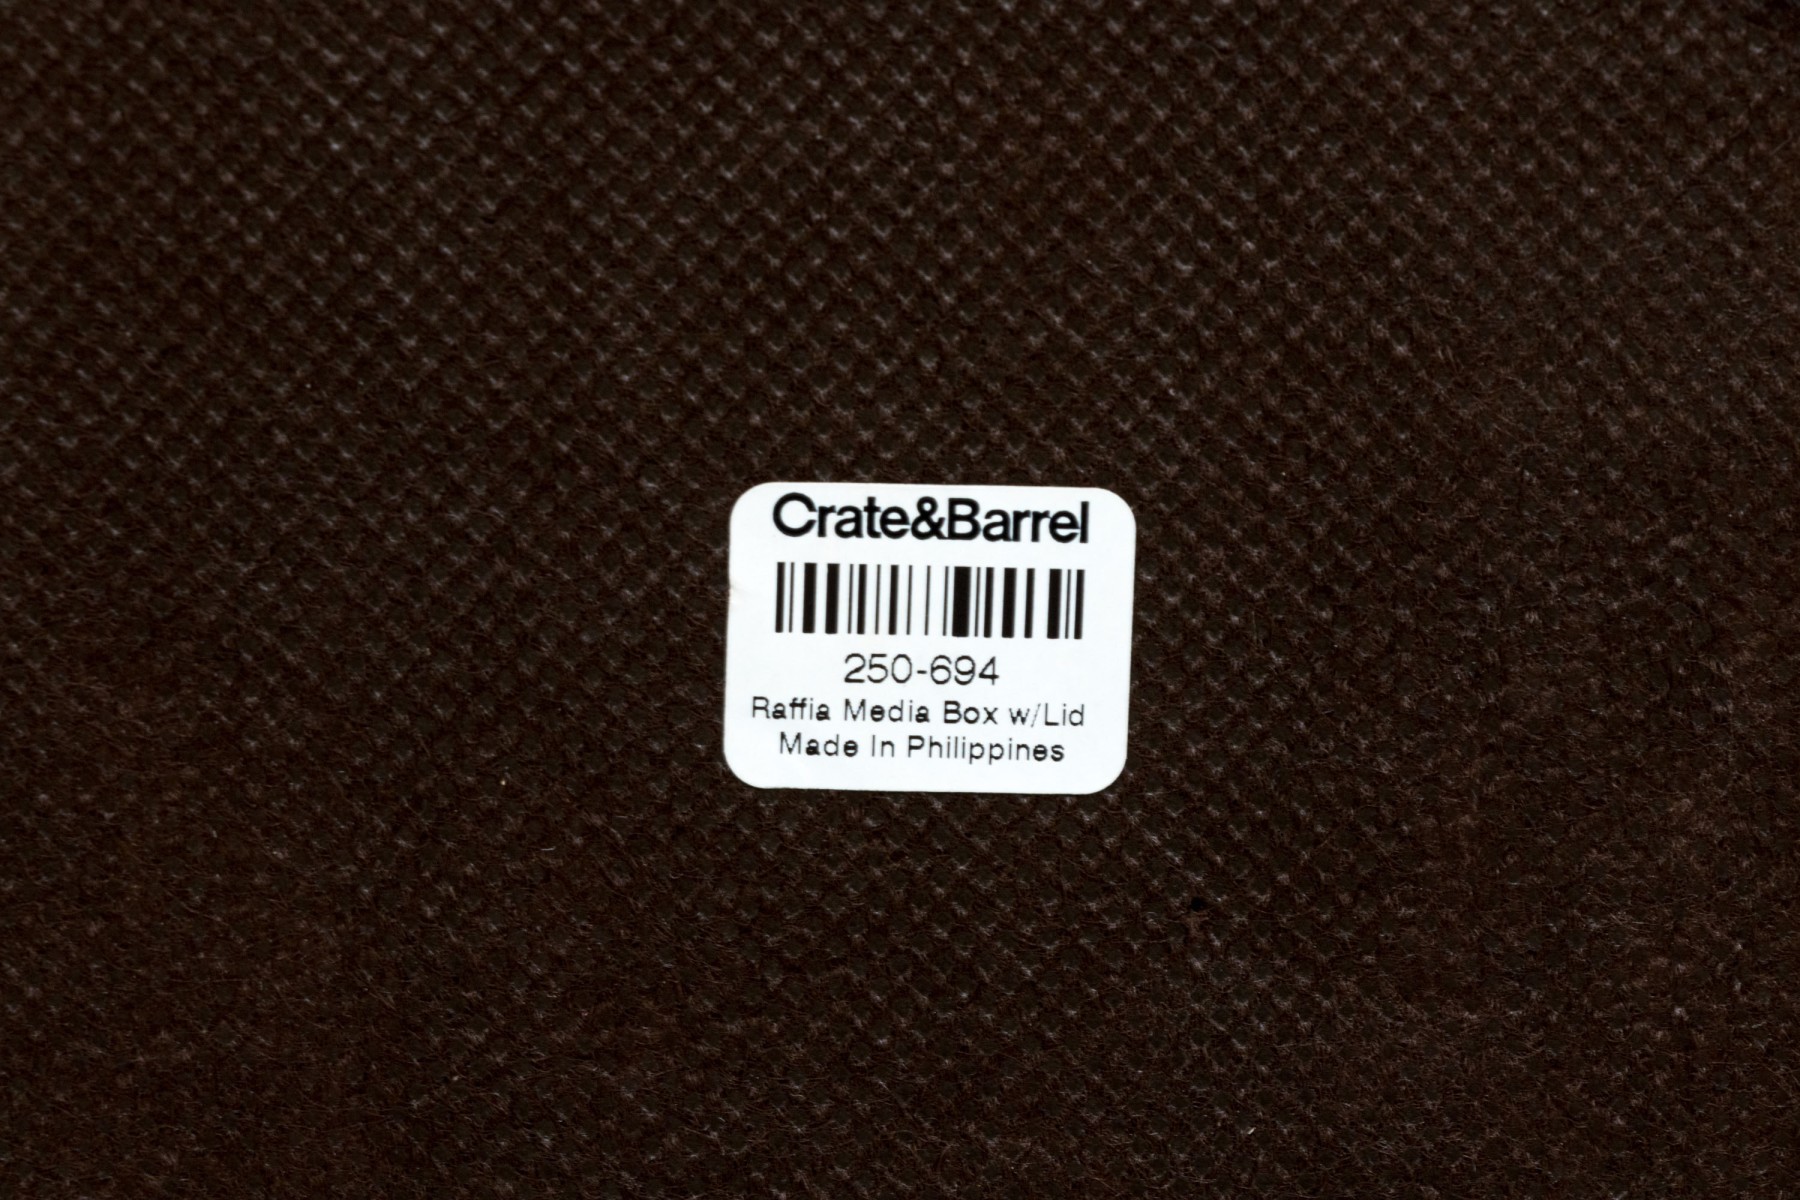 Crate&Barrel
250-694
Raffia Media Box w/Lid
Made In Philippines